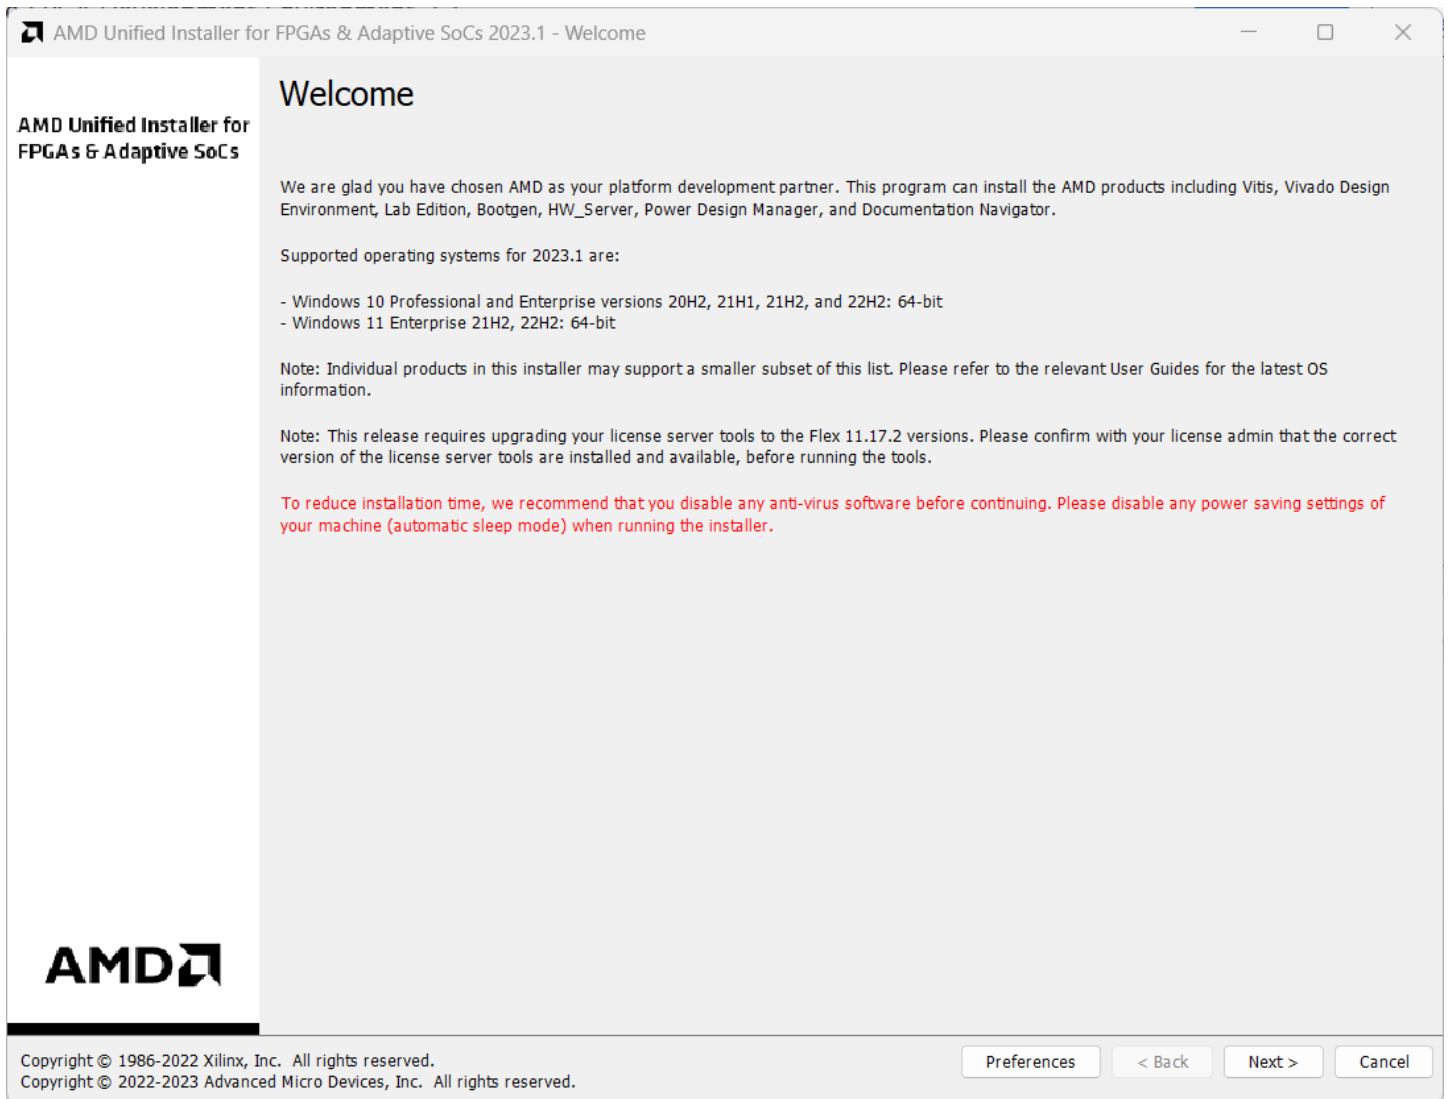 AMD Unified Installer for FPGAs & Adaptive SoCs 2023.1 - Welcome
AMD Unified Installer for
FPGAs & Adaptive SoCs
Welcome
We are glad you have chosen AMD as your platform development partner. This program can install the AMD products including Vitis, Vivado Design
Environment, Lab Edition, Bootgen, HW_Server, Power Design Manager, and Documentation Navigator.
Supported operating systems for 2023.1 are:
- Windows 10 Professional and Enterprise versions 20H2, 21H1, 21H2, and 22H2: 64-bit
- Windows 11 Enterprise 21H2, 22H2: 64-bit
Note: Individual products in this installer may support a smaller subset of this list. Please refer to the relevant User Guides for the latest OS
information.
Note: This release requires upgrading your license server tools to the Flex 11.17.2 versions. Please confirm with your license admin that the correct
version of the license server tools are installed and available, before running the tools.
To reduce installation time, we recommend that you disable any anti-virus software before continuing. Please disable any power saving settings of
your machine (automatic sleep mode) when running the installer.
AMD
Copyright © 1986-2022 Xilinx, Inc. All rights reserved.
Copyright © 2022-2023 Advanced Micro Devices, Inc. All rights reserved.
Preferences
< Back
Next >
Cancel